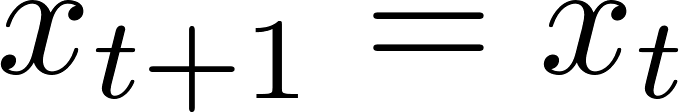 x_{t+1} = x_t